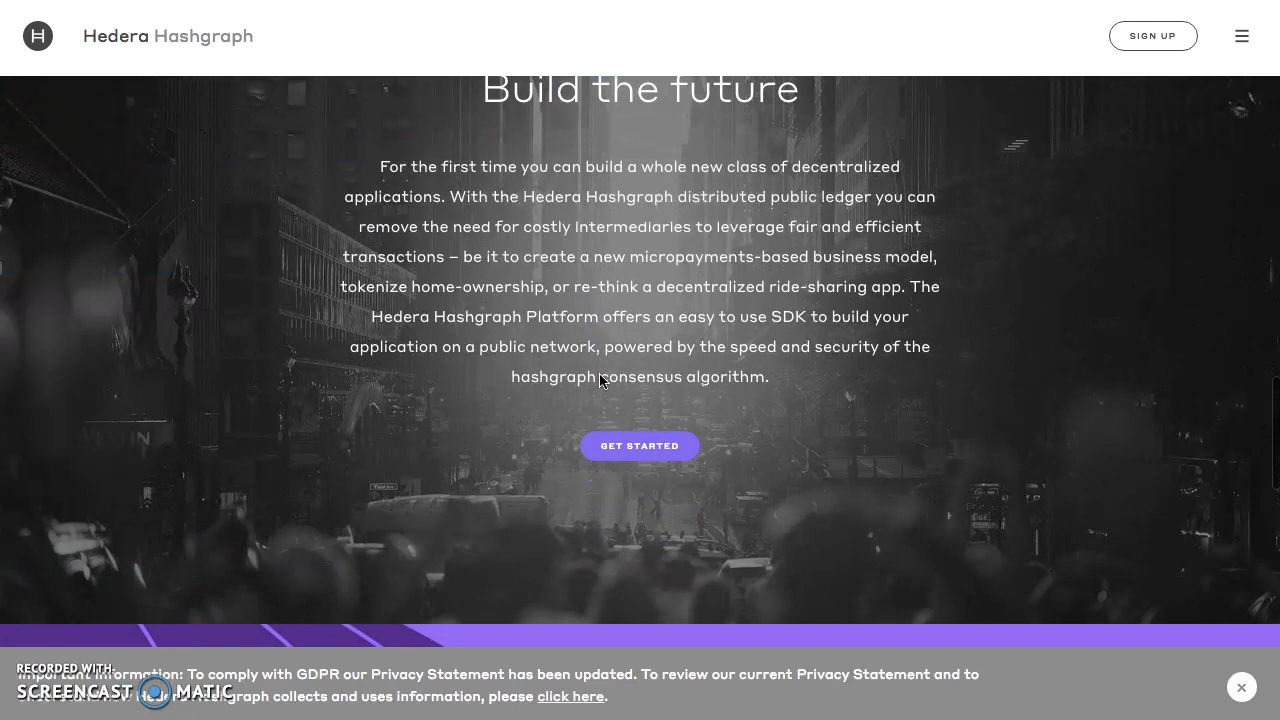 H
Hedera Hashgraph
SIGN UP
Build the future
For the first time you can build a whole new class of decentralized
applications. With the Hedera Hashgraph distributed public ledger you can
remove the need for costly intermediaries to leverage fair and efficient
transactions – be it to create a new micropayments-based business model,
tokenize home-ownership, or re-think a decentralized ride-sharing app. The
Hedera Hashgraph Platform offers an easy to use SDK to build your
application on a public network, powered by the speed and security of the
hashgraph consensus algorithm.
GET STARTED
Important Information: To comply with GDPR our Privacy Statement has been updated. To review our current Privacy Statement and to
Hedera Hashgraph collects and uses information, please click here.
RECORDED WITH
SCREENCAST MATIC